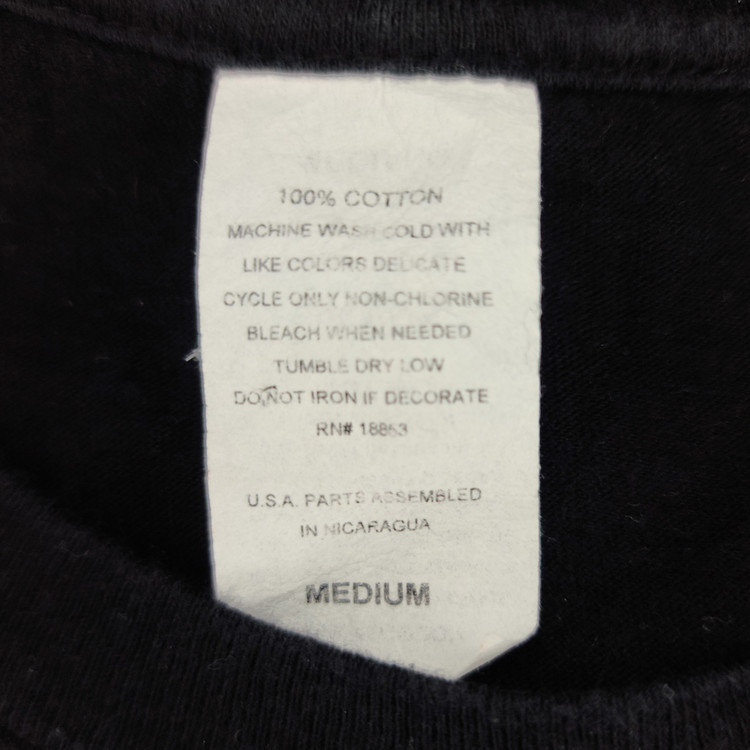 100% COTTON
MACHINE WASH COLD WITH
LIKE COLORS DELICATE
CYCLE ONLY NON-CHLORINE
BLEACH WHEN NEEDED
TUMBLE DRY LOW
DO NOT IRON IF DECORATE
RN#
U.S.A. PARTS ASSEMBLED
IN NICARAGUA
MEDIUM